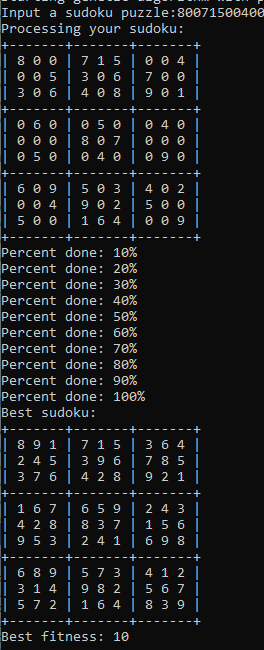 Input a sudoku puzzle:80071500400
Processing your sudoku:
+-------+-------+-------+
| 8 0 0 | 7 1 5 | 0 0 4 |
| 0 0 5 | 3 0 6 | 7 0 0 |
| 3 0 6 | 4 0 8 | 9 0 1 |
+-------+-------+-------+
| 0 6 0 | 0 5 0 | 0 4 0 |
| 0 0 0 | 8 0 7 | 0 0 0 |
| 0 5 0 | 0 4 0 | 0 9 0 |
+-------+-------+-------+
| 6 0 9 | 5 0 3 | 4 0 2 |
| 0 0 4 | 9 0 2 | 5 0 0 |
| 5 0 0 | 1 6 4 | 0 0 9 |
+-------+-------+-------+
Percent done: 10%
Percent done: 20%
Percent done: 30%
Percent done: 40%
Percent done: 50%
Percent done: 60%
Percent done: 70%
Percent done: 80%
Percent done: 90%
Percent done: 100%
Best sudoku:
+-------+-------+-------+
| 8 9 1 | 7 1 5 | 3 6 4 |
| 2 4 5 | 3 9 6 | 7 8 5 |
| 3 7 6 | 4 2 8 | 9 2 1 |
+-------+-------+-------+
| 1 6 7 | 6 5 9 | 2 4 3 |
| 4 2 8 | 8 3 7 | 1 5 6 |
| 9 5 3 | 2 4 1 | 6 9 8 |
+-------+-------+-------+
| 6 8 9 | 5 7 3 | 4 1 2 |
| 3 1 4 | 9 8 2 | 5 6 7 |
| 5 7 2 | 1 6 4 | 8 3 9 |
+-------+-------+-------+
Best fitness: 10